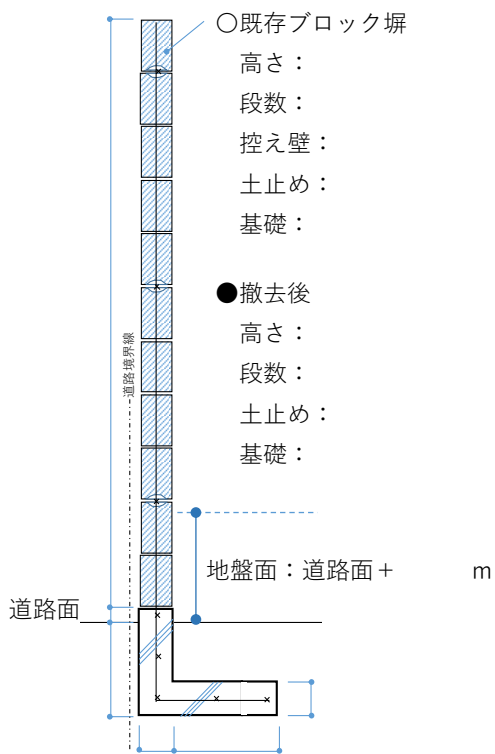 〇既存ブロック塀
高さ：
段数：
控え壁：
土止め：
基礎：
●撤去後
高さ：
段数：
土止め：
基礎：
道路境界線
地盤面：道路面＋　　　m
道路面